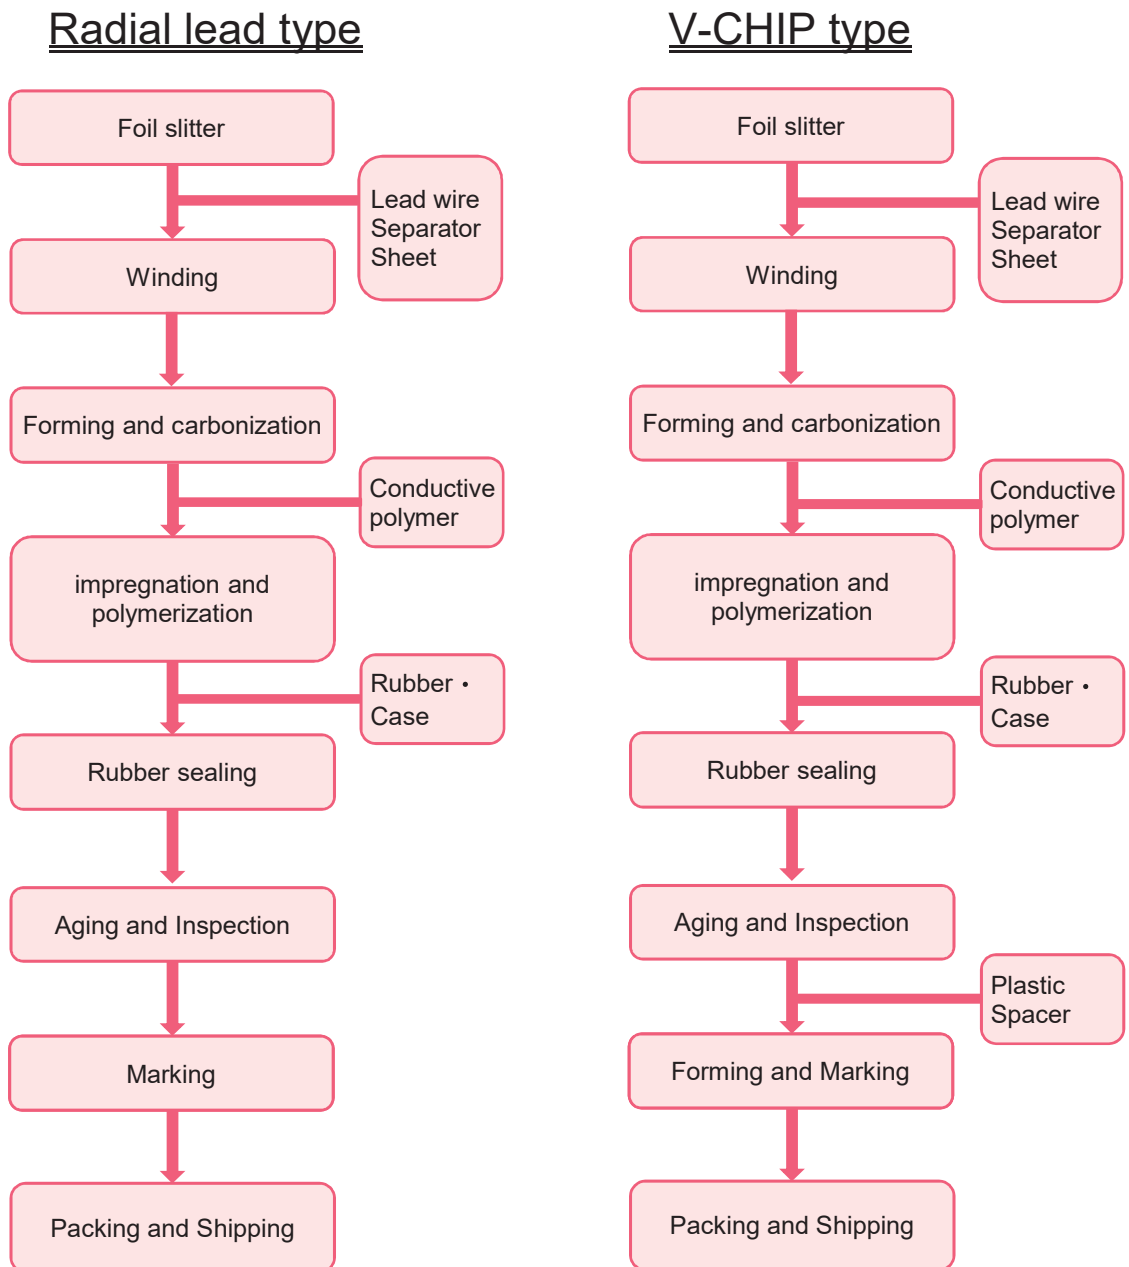 Radial lead type
Foil slitter
Lead wire
Separator
Sheet
Winding
Forming and carbonization
Conductive
polymer
impregnation and
polymerization
Rubber・
Case
Rubber sealing
Aging and Inspection
Marking
Packing and Shipping
V-CHIP type
Foil slitter
Lead wire
Separator
Sheet
Winding
Forming and carbonization
Conductive
polymer
impregnation and
polymerization
Rubber・
Case
Rubber sealing
Aging and Inspection
Plastic
Spacer
Forming and Marking
Packing and Shipping